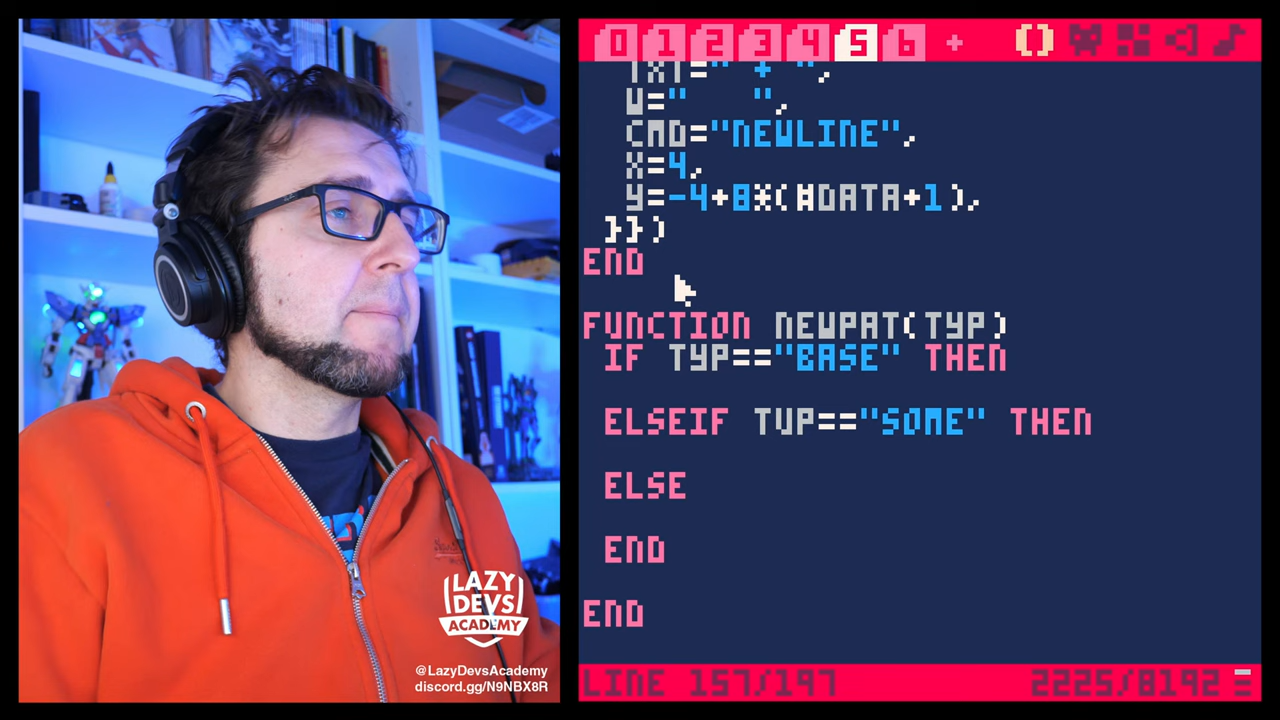 LAZY
DEVS
ACADEMY
@LazyDevsAcademy
discord.gg/N9NBX8R
0 1 2 3 4 5 6 + ()
TXT=" + ",
W="   ",
CMD="NEWLINE",
X=4,
Y=-4+8*(#DATA+1),
}})
END
FUNCTION NEWPAT(TYP)
IF TYP=="BASE" THEN
ELSEIF TUP=="SOME" THEN
ELSE
END
END
LINE 157/197
2225/8192